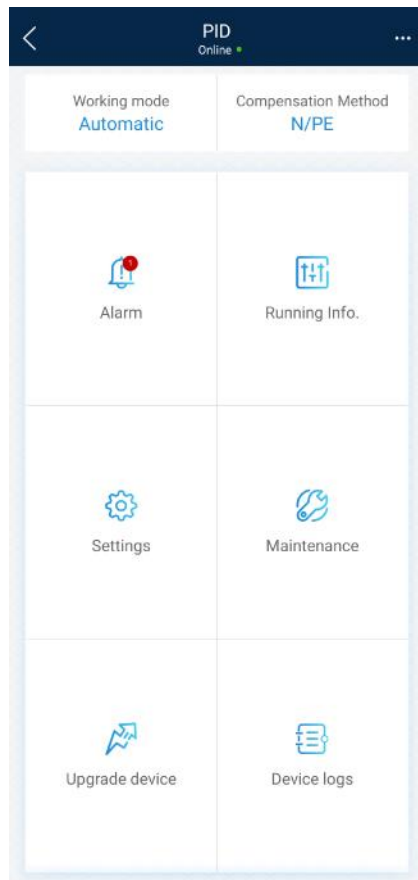 PID
Online
Working mode
Compensation Method
Automatic
N/PE
1
Alarm
Running Info.
Settings
Maintenance
Upgrade device
Device logs